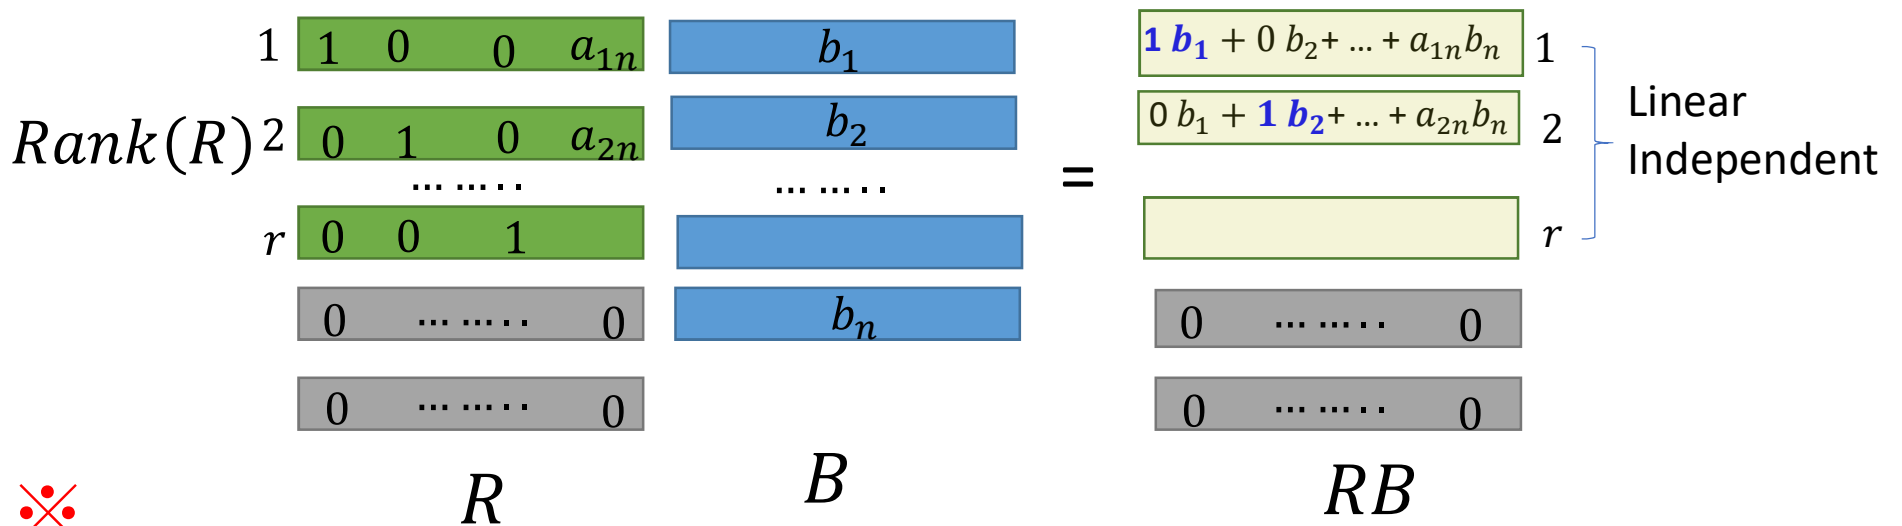 1 1 0 0 a₁ₙ b₁ 1 b₁ + 0 b₂+ ... + a₁ₙbₙ 1
Rank(R) 2 0 1 0 a₂ₙ b₂ 0 b₁ + 1 b₂+ ... + a₂ₙbₙ 2
Linear
Independent
... ... .. ... ... .. =
r 0 0 1 r
0 ... ... .. 0 bₙ 0 ... ... .. 0
0 ... ... .. 0 0 ... ... .. 0
※ R B RB